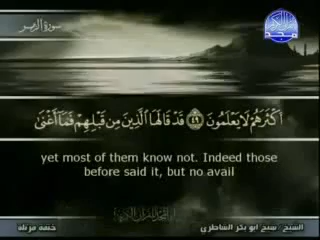 سورة الزمر
أَكْثَرَهُمْ لَا يَعْلَمُونَ ٤٩ قَدْ قَالَهَا الَّذِينَ مِن قَبْلِهِمْ فَمَا أَغْنَىٰ
yet most of them know not. Indeed those
before said it, but no avail
الشيخ / شيخ أبو بكر الشاطري